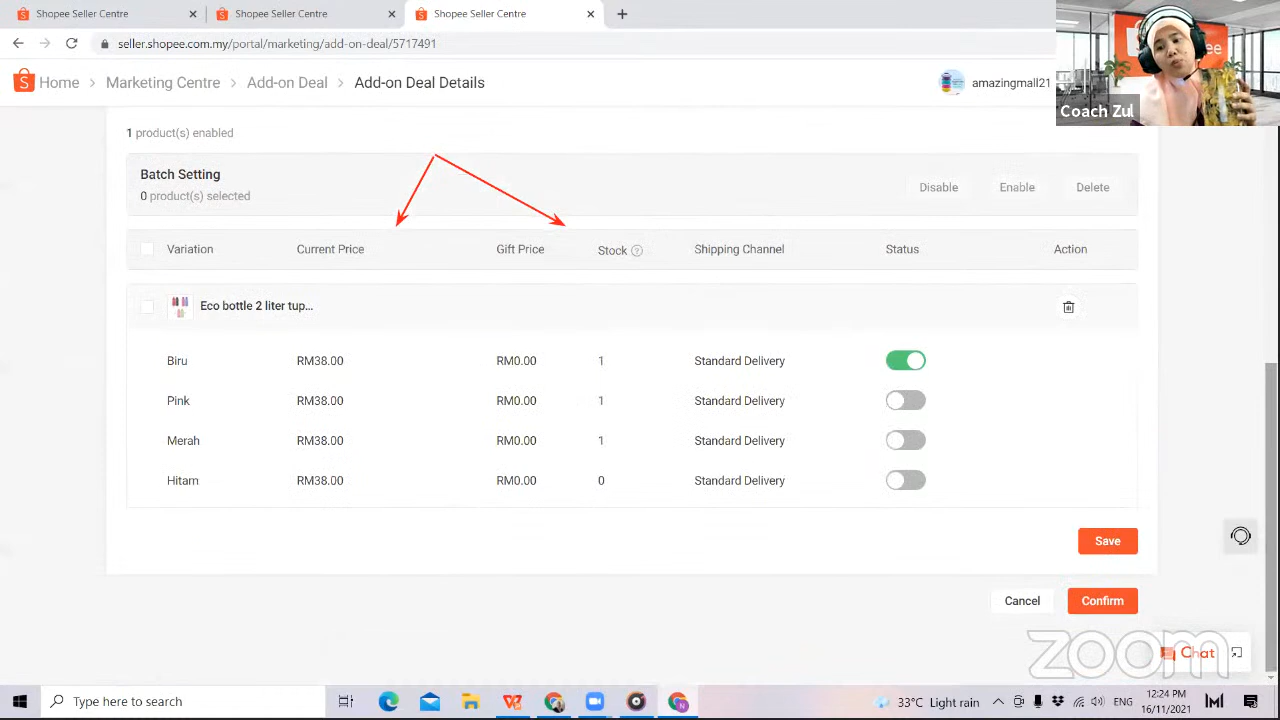 Shopee Seller Centre
Shopee Seller Centre
Shopee Seller Centre
seller.shopee.com.my/portal/marketing/add-on-deal/5717491
Home > Marketing Centre > Add-on Deal > Add-on Deal Details
amazingmall21
ee
Coach Zul
1 product(s) enabled
Batch Setting
0 product(s) selected
Disable Enable Delete
Variation Current Price Gift Price Stock ? Shipping Channel Status Action
Eco bottle 2 liter tup...
Biru RM38.00 RM0.00 1 Standard Delivery
Pink RM38.00 RM0.00 1 Standard Delivery
Merah RM38.00 RM0.00 1 Standard Delivery
Hitam RM38.00 RM0.00 0 Standard Delivery
Save
Cancel Confirm
zoom
Chat
Type here to search
33°C Light rain
ENG
12:24 PM
16/11/2021